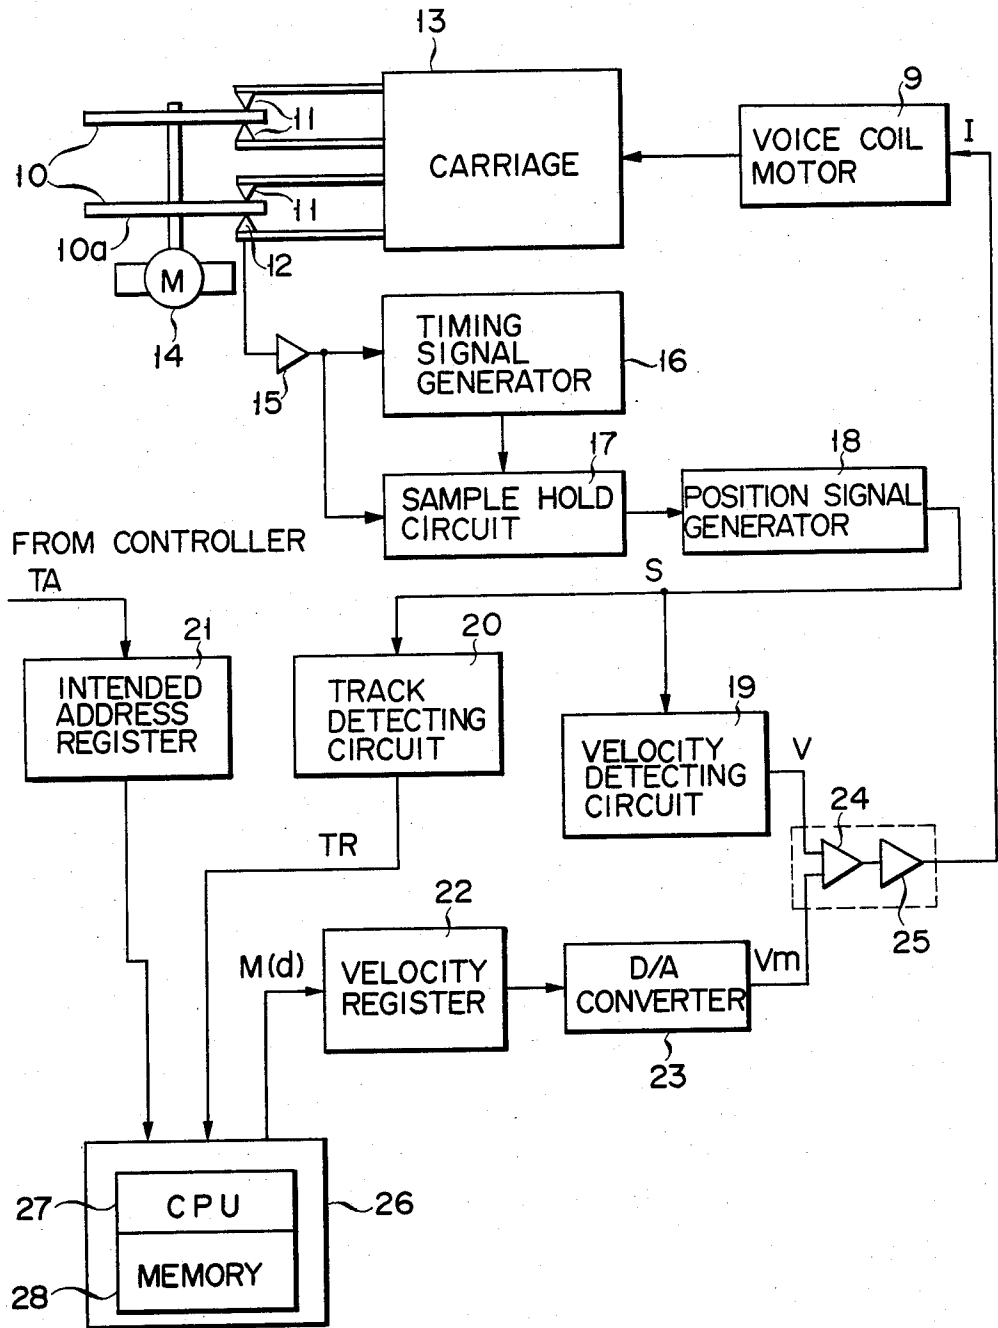 13
9
I
VOICE COIL
MOTOR
CARRIAGE
11
11
10
11
10a
12
M
14
TIMING
SIGNAL
GENERATOR
16
15
17
18
SAMPLE HOLD
CIRCUIT
POSITION SIGNAL
GENERATOR
FROM CONTROLLER
TA
S
21
20
INTENDED
ADDRESS
REGISTER
TRACK
DETECTING
CIRCUIT
19
VELOCITY
DETECTING
CIRCUIT
V
24
TR
22
25
M(d)
VELOCITY
REGISTER
D/A
CONVERTER
Vm
23
27
CPU
26
MEMORY
28